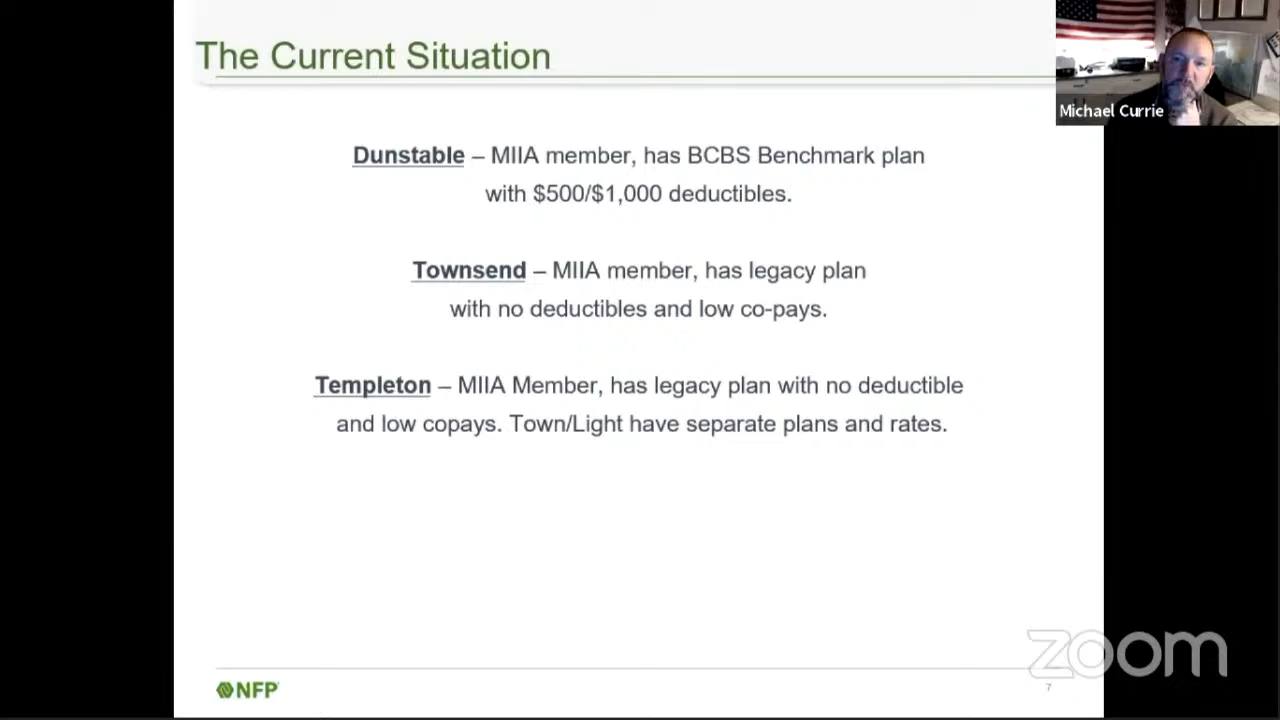 The Current Situation
Michael Currie
Dunstable – MIIA member, has BCBS Benchmark plan
with $500/$1,000 deductibles.
Townsend – MIIA member, has legacy plan
with no deductibles and low co-pays.
Templeton – MIIA Member, has legacy plan with no deductible
and low copays. Town/Light have separate plans and rates.
zoom
NFP
7